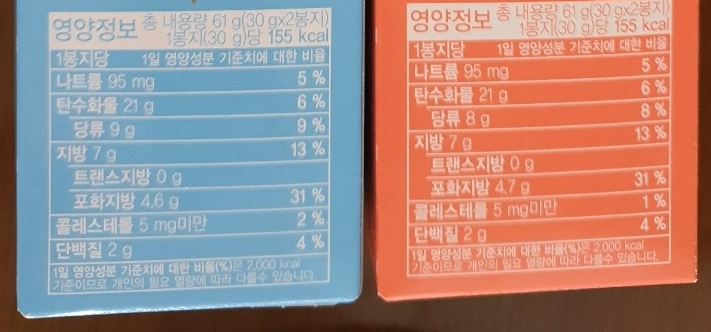 영양정보 총 내용량 61 g(30 gx2봉지)
1봉지(30 g)당 155 kcal
1봉지당 1일 영양성분 기준치에 대한 비율
나트륨 95 mg 5 %
탄수화물 21 g 6 %
당류 9 g 9 %
지방 7 g 13 %
트랜스지방 0 g
포화지방 4.6 g 31 %
콜레스테롤 5 mg미만 2 %
단백질 2 g 4 %
1일 영양성분 기준치에 대한 비율(%)은 2,000 kcal
기준이므로 개인의 필요 열량에 따라 다를수 있습니다.
영양정보 총 내용량 61 g(30 gx2봉지)
1봉지(30 g)당 155 kcal
1봉지당 1일 영양성분 기준치에 대한 비율
나트륨 95 mg 5 %
탄수화물 21 g 6 %
당류 8 g 8 %
지방 7 g 13 %
트랜스지방 0 g
포화지방 4.7 g 31 %
콜레스테롤 5 mg미만 1 %
단백질 2 g 4 %
1일 영양성분 기준치에 대한 비율(%)은 2,000 kcal
기준이므로 개인의 필요 열량에 따라 다를수 있습니다.